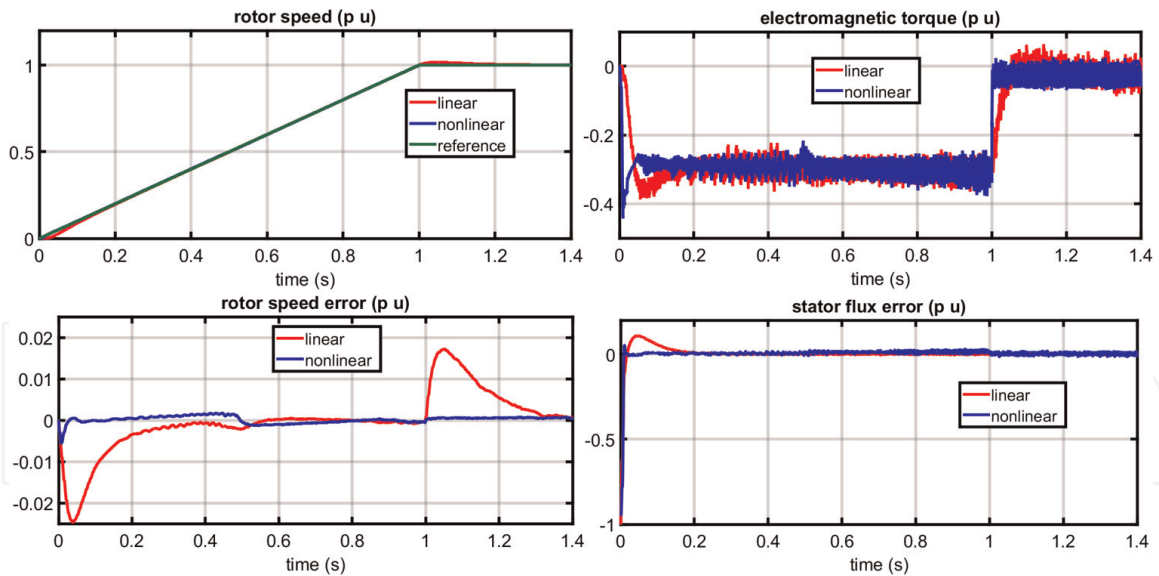 rotor speed (p u)
1
0.5
0
linear
nonlinear
reference
0 0.2 0.4 0.6 0.8 1 1.2 1.4
time (s)
electromagnetic torque (p u)
0
-0.2
-0.4
linear
nonlinear
0 0.2 0.4 0.6 0.8 1 1.2 1.4
time (s)
rotor speed error (p u)
0.02
0.01
0
-0.01
-0.02
linear
nonlinear
0 0.2 0.4 0.6 0.8 1 1.2 1.4
time (s)
stator flux error (p u)
0
-0.5
-1
linear
nonlinear
0 0.2 0.4 0.6 0.8 1 1.2 1.4
time (s)